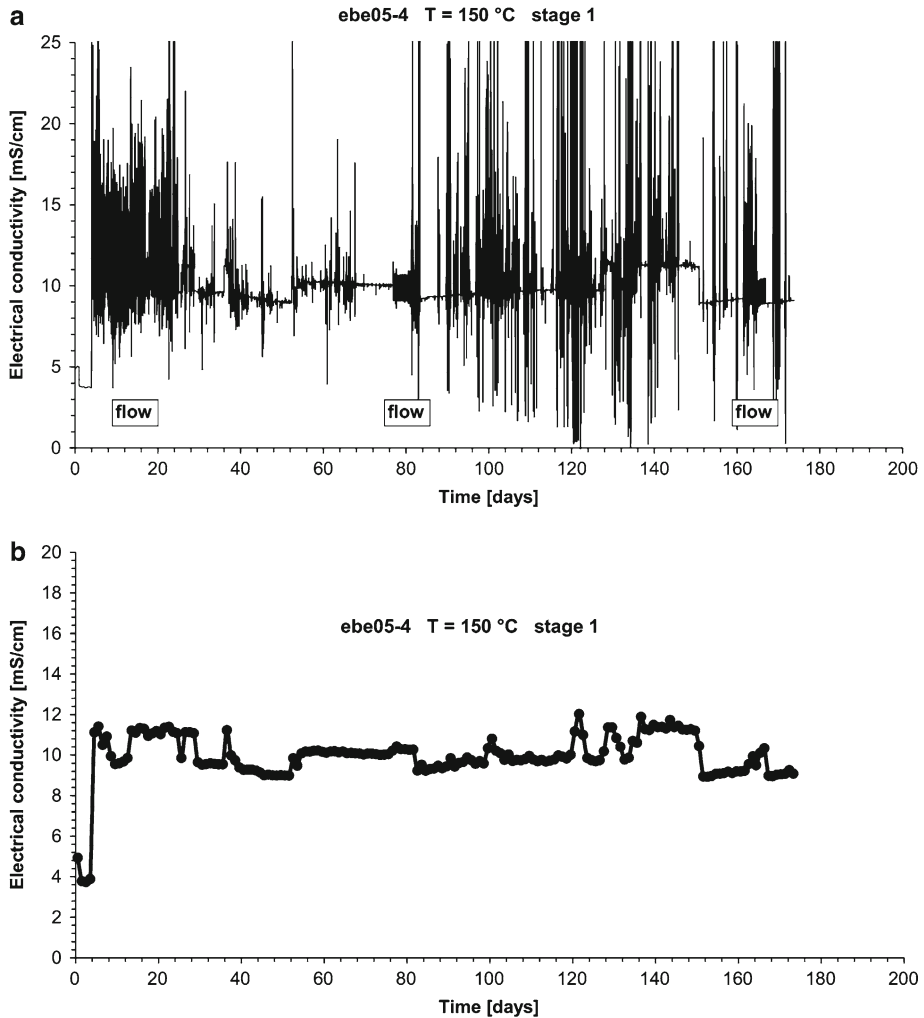 a
ebe05-4 T = 150 °C stage 1
Electrical conductivity [mS/cm]
25
20
15
10
5
0
flow
flow
flow
0 20 40 60 80 100 122 140 160 180 200
Time [days]
b
ebe05-4 T = 150 °C stage 1
Electrical conductivity [mS/cm]
20
18
16
14
12
10
8
6
4
2
0
0 20 40 60 80 100 120 140 160 180 200
Time [days]